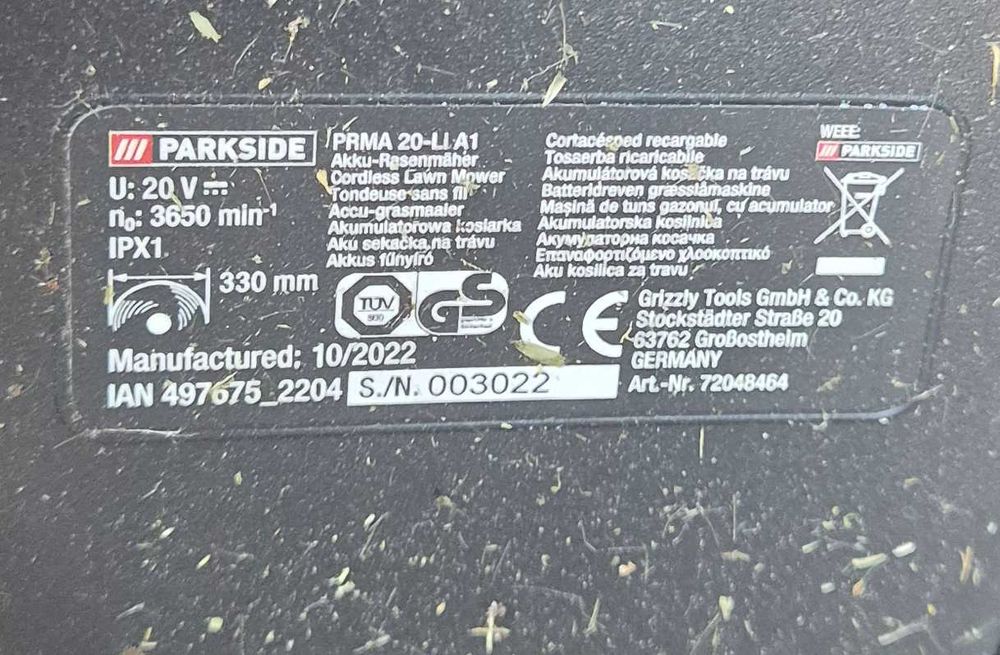 PARKSIDE
U: 20 V
n₀: 3650 min⁻¹
IPX1
330 mm
Manufactured: 10/2022
IAN 497675_2204
S./N. 003022
PRMA 20-LI A1
Akku-Rasenmäher
Cordless Lawn Mower
Tondeuse sans fil
Accu-grasmaaier
Akumulatorowa kosiarka
Aku sekačka na trávu
Akkus fűnyíró
TÜV
GS
CE
Cortacésped recargable
Tosaerba ricaricabile
Akumulátorová kosačka na trávu
Batteridreven græsslåmaskine
Mașină de tuns gazonul, cu acumulator
Akumulatorska kosilnica
Акумулаторна косачка
Επαναφορτιζόμενο χλοοκοπτικό
Aku kosilica za travu
Grizzly Tools GmbH & Co. KG
Stockstädter Straße 20
63762 Großostheim
GERMANY
Art.-Nr. 72048464
WEEE:
PARKSIDE